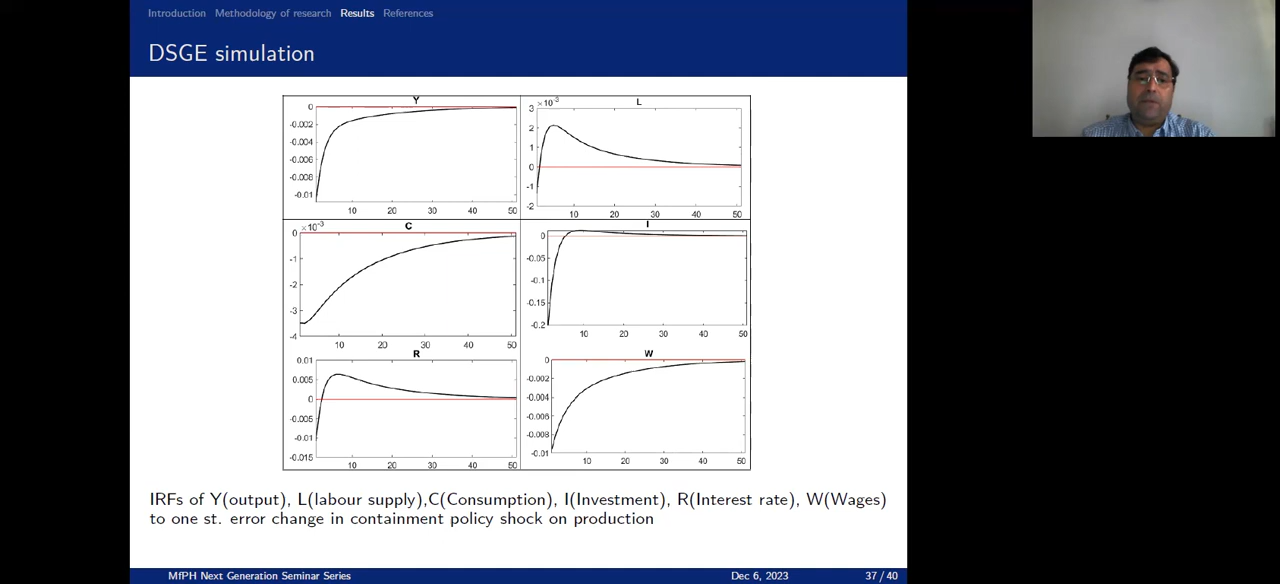 Introduction Methodology of research Results References
DSGE simulation
Y
0
-0.002
-0.004
-0.006
-0.008
-0.01
10 20 30 40 50
×10⁻³
L
3
2
1
0
-1
-2
10 20 30 40 50
×10⁻³
C
0
-1
-2
-3
-4
10 20 30 40 50
I
0
-0.05
-0.1
-0.15
-0.2
10 20 30 40 50
R
0.01
0.005
0
-0.005
-0.01
-0.015
10 20 30 40 50
W
0
-0.002
-0.004
-0.006
-0.008
-0.01
10 20 30 40 50
IRFs of Y(output), L(labour supply),C(Consumption), I(Investment), R(Interest rate), W(Wages)
to one st. error change in containment policy shock on production
MfPH Next Generation Seminar Series Dec 6, 2023 37 / 40